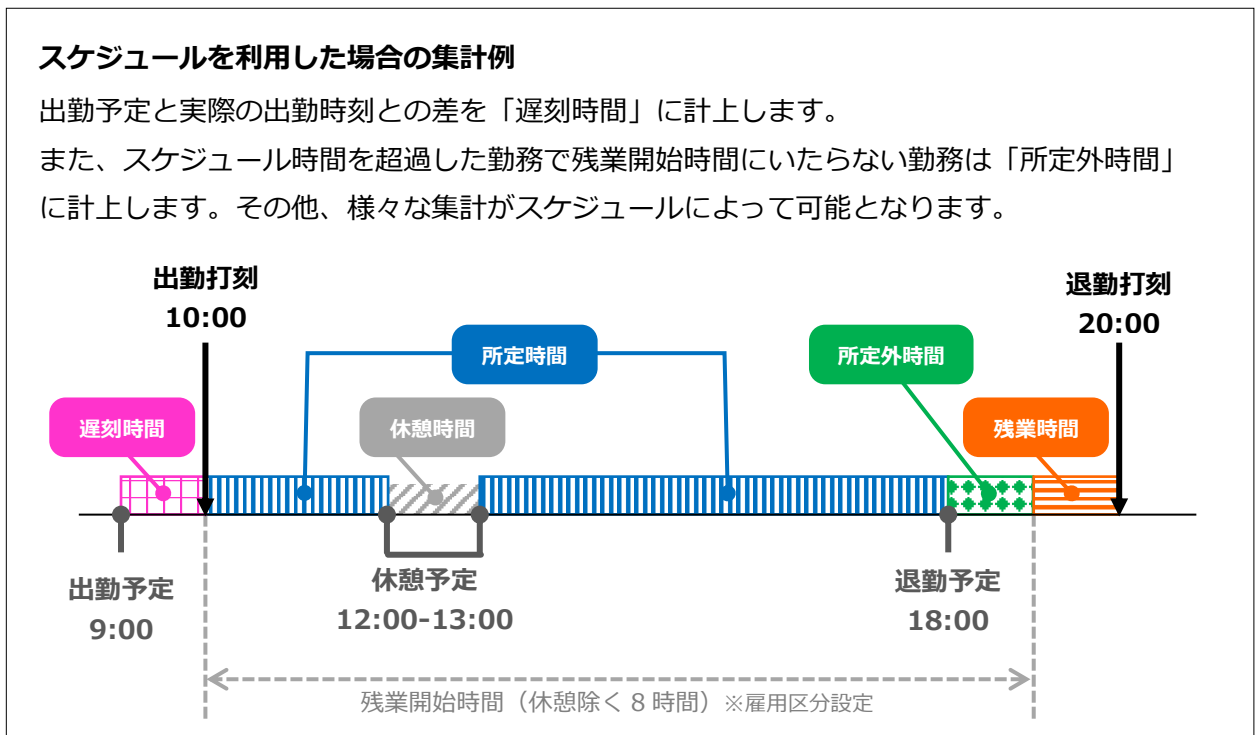 スケジュールを利用した場合の集計例
出勤予定と実際の出勤時刻との差を「遅刻時間」に計上します。
また、スケジュール時間を超過した勤務で残業開始時間にいたらない勤務は「所定外時間」
に計上します。その他、様々な集計がスケジュールによって可能となります。
出勤打刻
10:00
退勤打刻
20:00
所定時間
所定外時間
遅刻時間
休憩時間
残業時間
出勤予定
9:00
休憩予定
12:00-13:00
退勤予定
18:00
残業開始時間（休憩除く 8 時間）※雇用区分設定